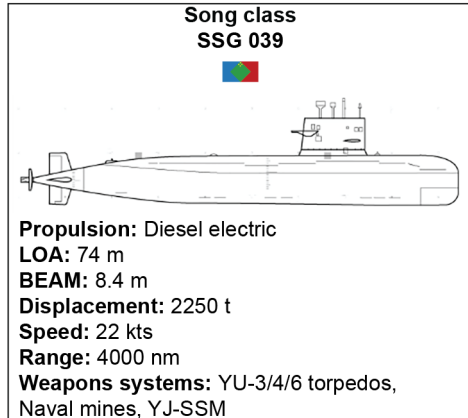 Song class
SSG 039
Propulsion: Diesel electric
LOA: 74 m
BEAM: 8.4 m
Displacement: 2250 t
Speed: 22 kts
Range: 4000 nm
Weapons systems: YU-3/4/6 torpedos,
Naval mines, YJ-SSM